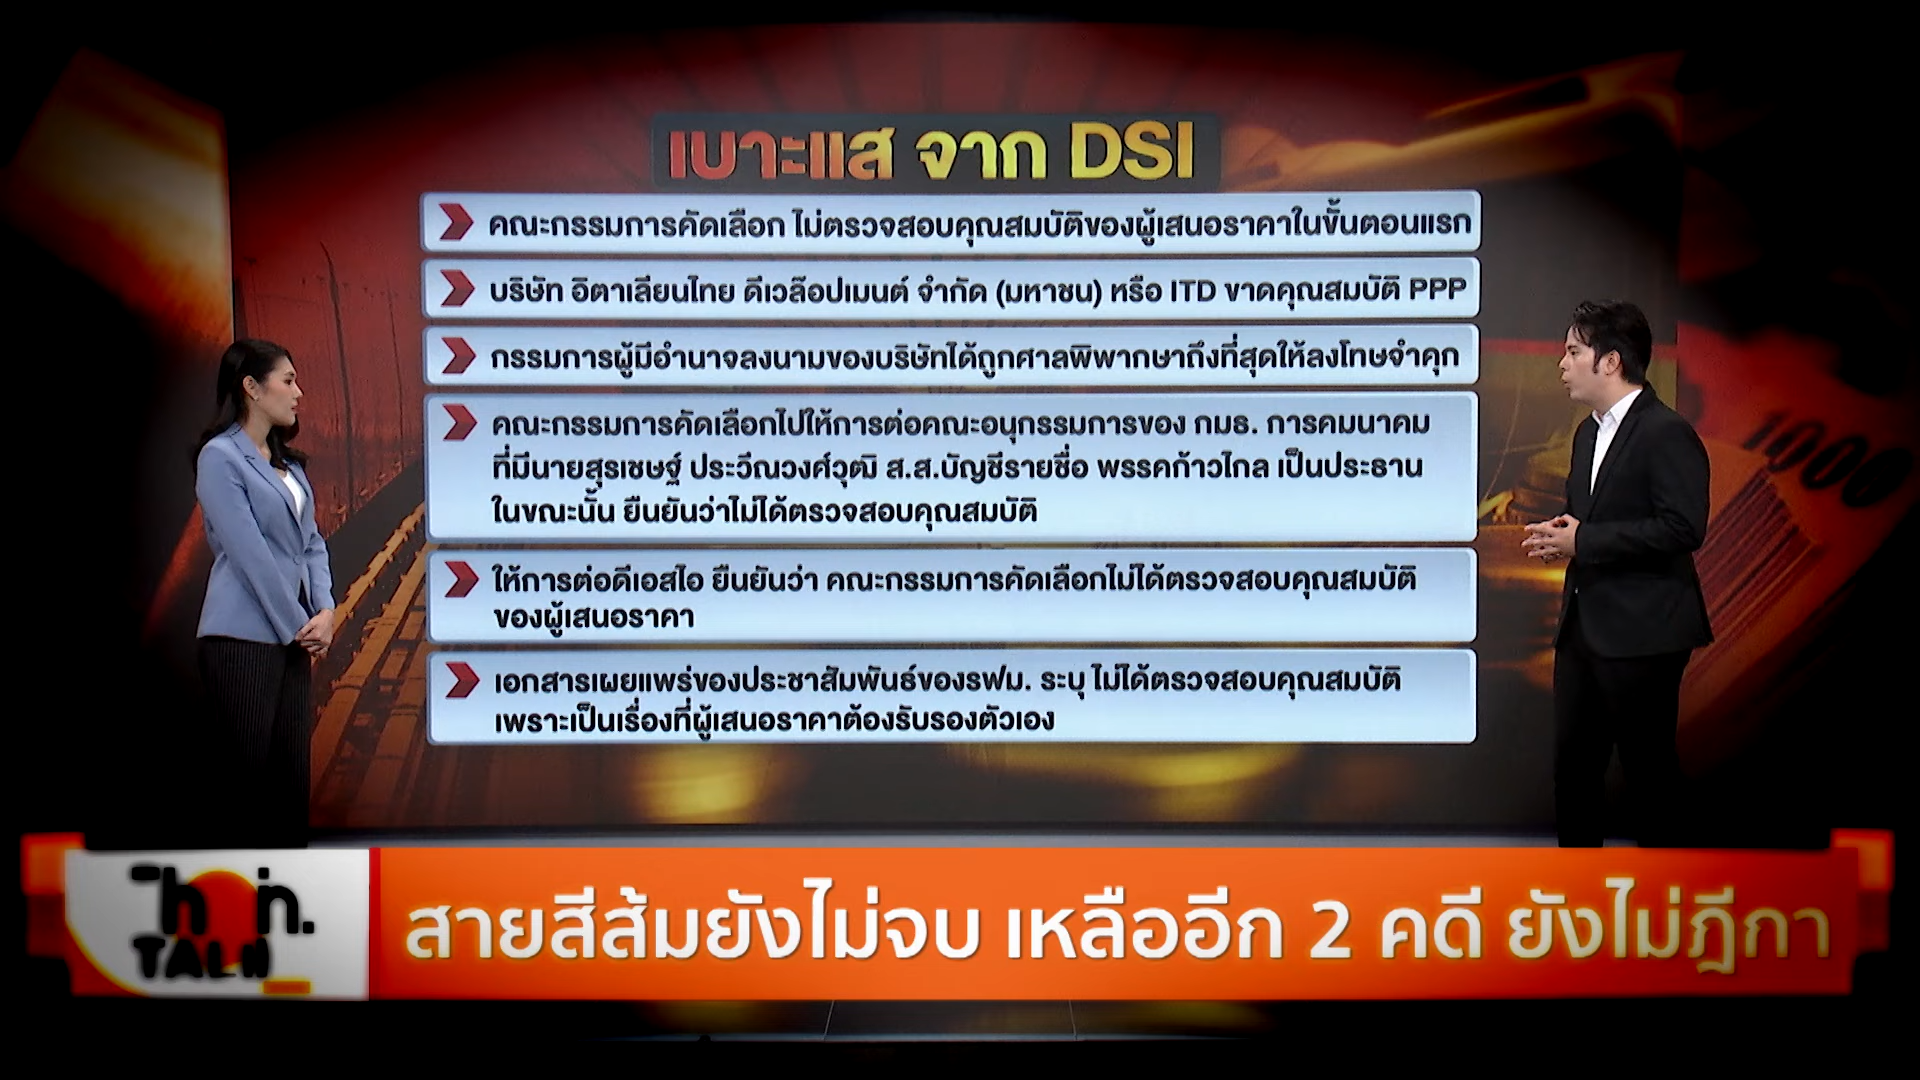 เบาะแส จาก DSI
คณะกรรมการคัดเลือก ไม่ตรวจสอบคุณสมบัติของผู้เสนอราคาในขั้นตอนแรก
บริษัท อิตาเลียนไทย ดีเวล๊อปเมนต์ จำกัด (มหาชน) หรือ ITD ขาดคุณสมบัติ PPP
กรรมการผู้มีอำนาจลงนามของบริษัทได้ถูกศาลพิพากษาถึงที่สุดให้ลงโทษจำคุก
คณะกรรมการคัดเลือกไปให้การต่อคณะอนุกรรมการของ กมธ. การคมนาคม
ที่มีนายสุรเชษฐ์ ประวีณวงศ์วุฒิ ส.ส.บัญชีรายชื่อ พรรคก้าวไกล เป็นประธาน
ในขณะนั้น ยืนยันว่าไม่ได้ตรวจสอบคุณสมบัติ
ให้การต่อดีเอสไอ ยืนยันว่า คณะกรรมการคัดเลือกไม่ได้ตรวจสอบคุณสมบัติ
ของผู้เสนอราคา
เอกสารเผยแพร่ของประชาสัมพันธ์ของรฟม. ระบุ ไม่ได้ตรวจสอบคุณสมบัติ
เพราะเป็นเรื่องที่ผู้เสนอราคาต้องรับรองตัวเอง
1000
TALK
สายสีส้มยังไม่จบ เหลืออีก 2 คดี ยังไม่ฎีกา